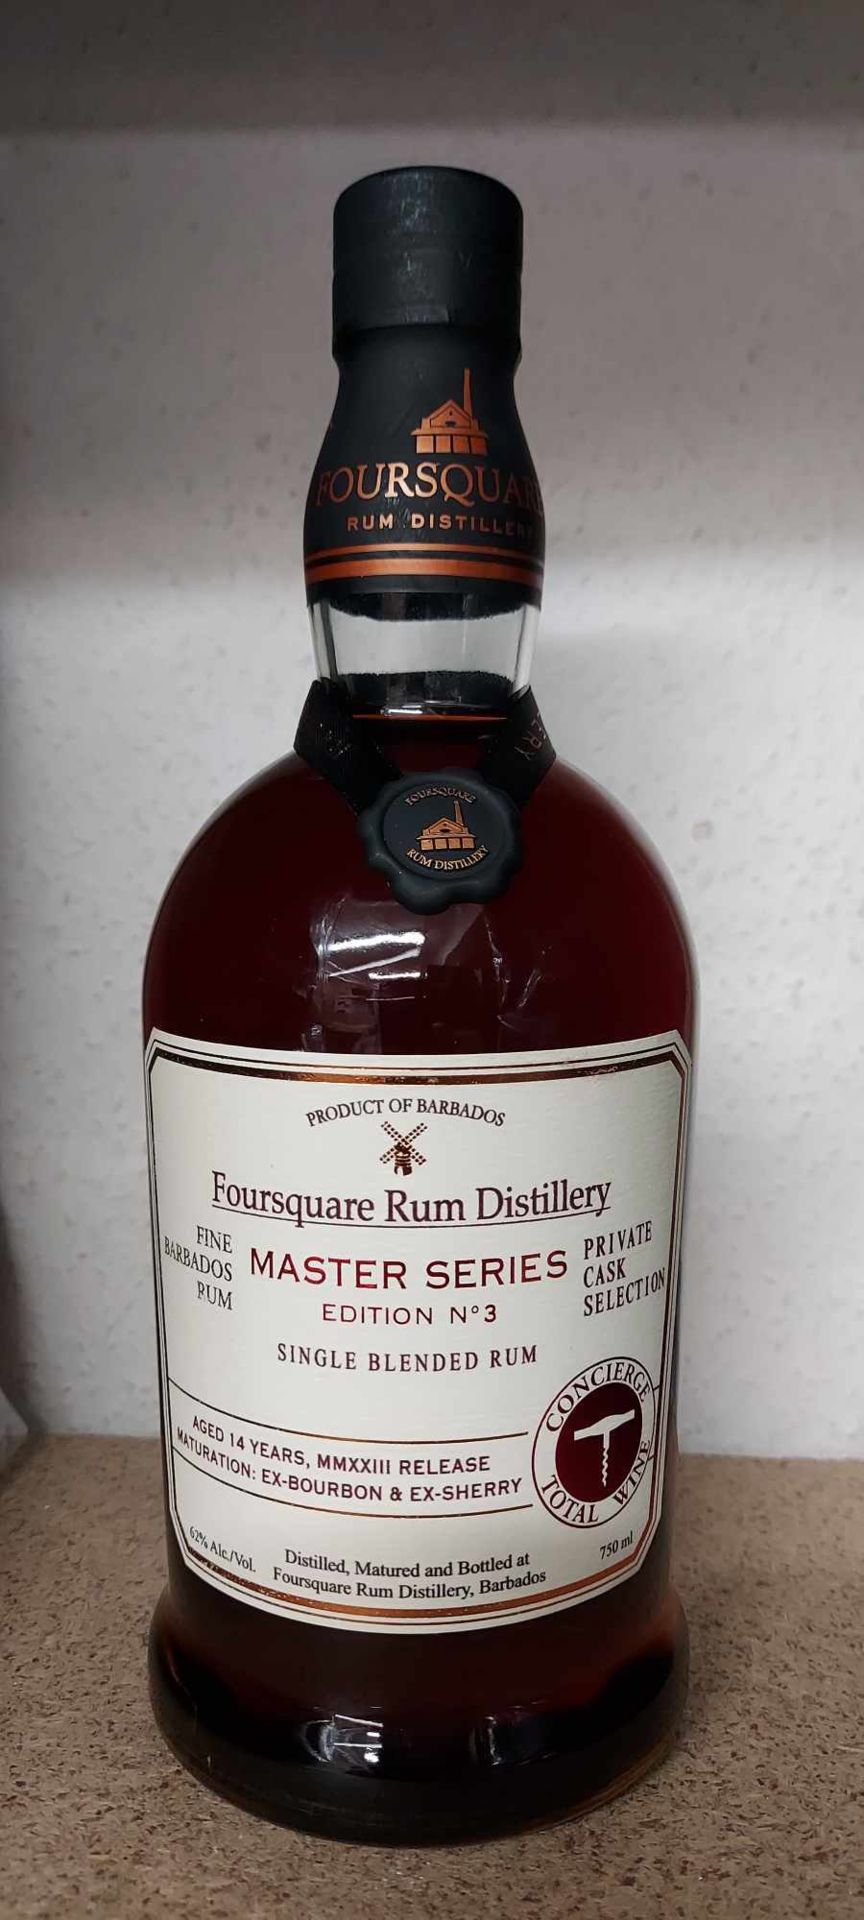 FOURSQUARE
RUM DISTILLERY
LERY
FOURSQUARE
RUM DISTILLERY
PRODUCT OF BARBADOS
Foursquare Rum Distillery
FINE
BARBADOS
RUM
MASTER SERIES
EDITION Nº3
PRIVATE
CASK
SELECTION
SINGLE BLENDED RUM
AGED 14 YEARS, MMXXIII RELEASE
MATURATION: EX-BOURBON & EX-SHERRY
CONCIERGE
TOTAL WINE
62% Alc./Vol.
Distilled, Matured and Bottled at
Foursquare Rum Distillery, Barbados
750 ml